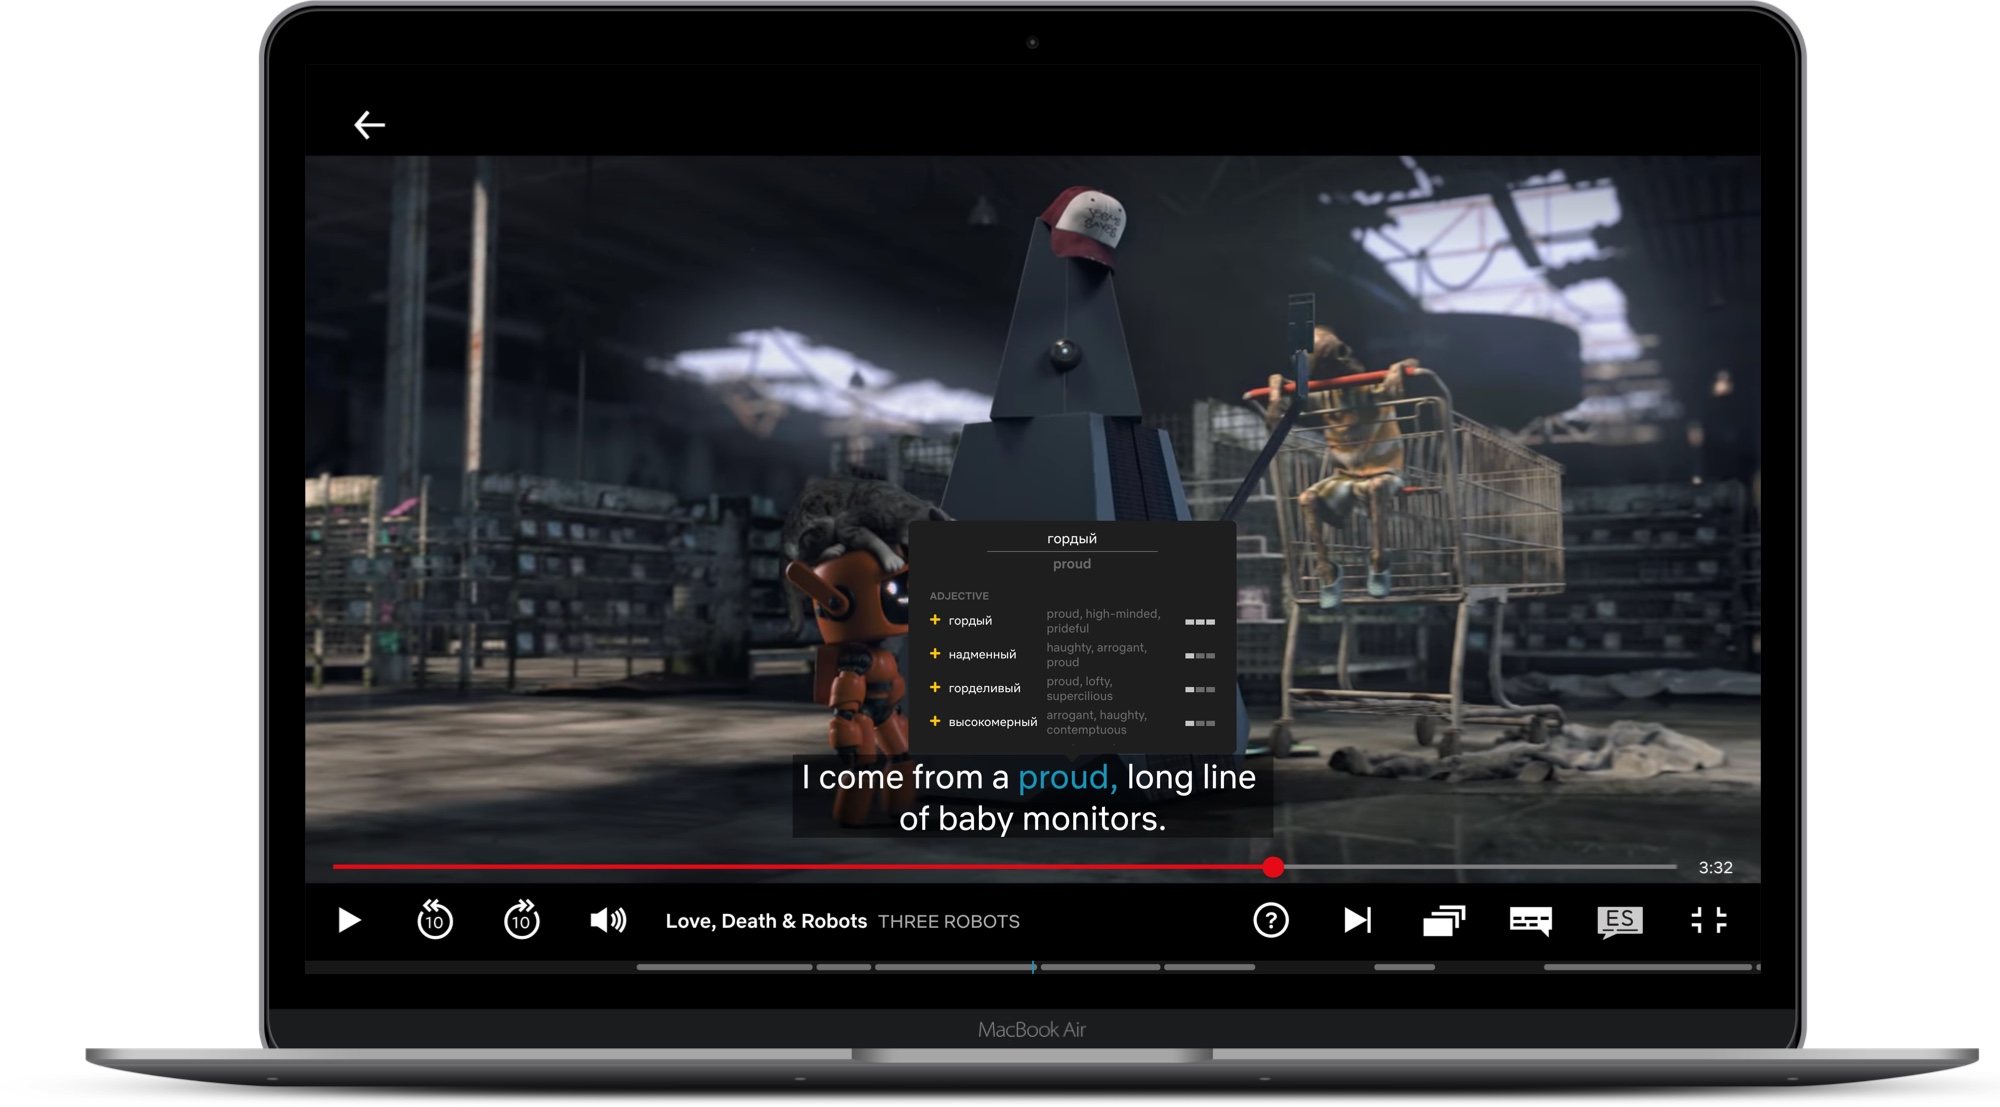 гордый
proud
ADJECTIVE
+ гордый proud, high-minded,
prideful
+ надменный haughty, arrogant,
proud
+ горделивый proud, lofty,
supercilious
+ высокомерный arrogant, haughty,
contemptuous
I come from a proud, long line
of baby monitors.
3:32
10
10
Love, Death & Robots THREE ROBOTS
?
ES
MacBook Air